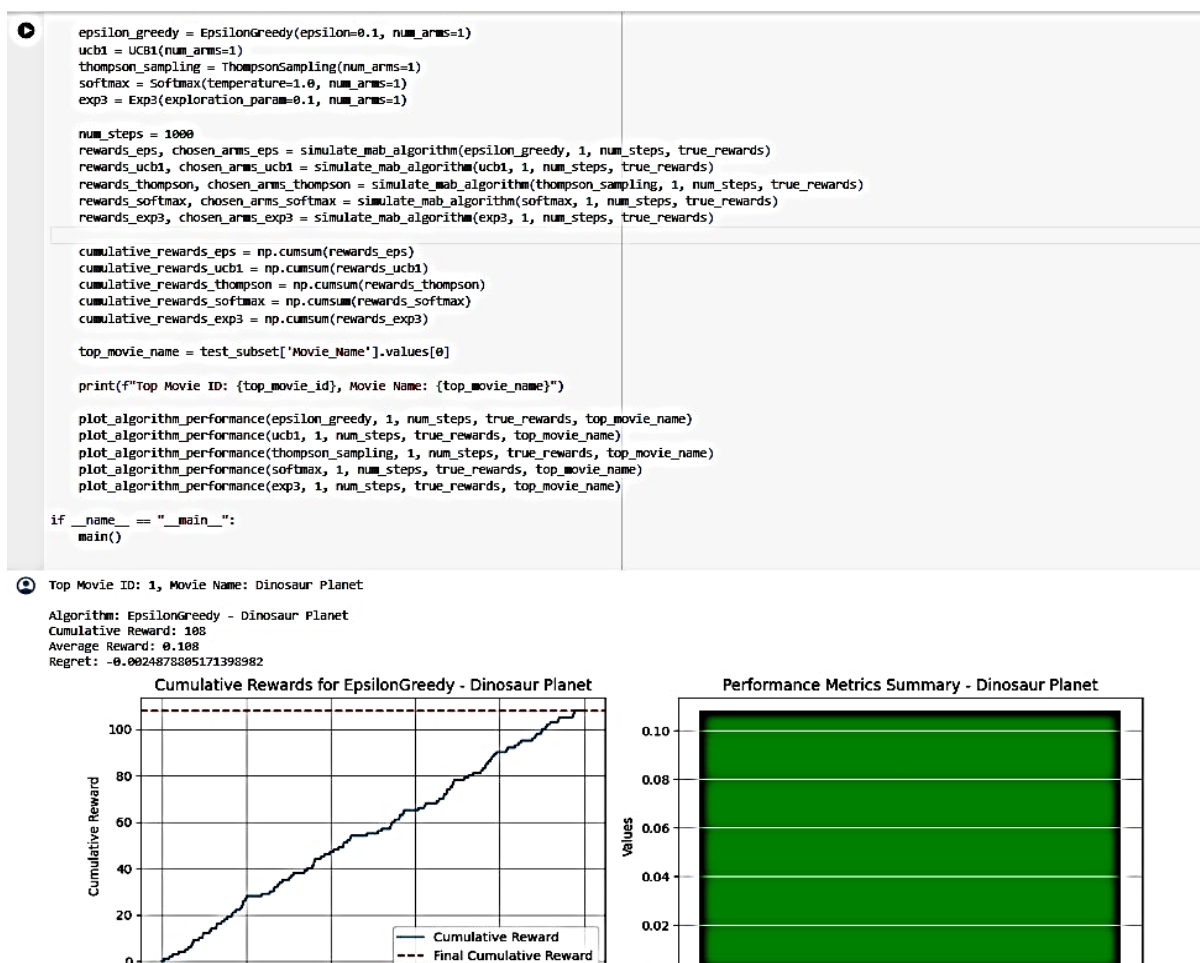 epsilon_greedy = EpsilonGreedy(epsilon=0.1, num_arms=1)
ucb1 = UCB1(num_arms=1)
thompson_sampling = ThompsonSampling(num_arms=1)
softmax = Softmax(temperature=1.0, num_arms=1)
exp3 = Exp3(exploration_param=0.1, num_arms=1)
num_steps = 1000
rewards_eps, chosen_arms_eps = simulate_mab_algorithm(epsilon_greedy, 1, num_steps, true_rewards)
rewards_ucb1, chosen_arms_ucb1 = simulate_mab_algorithm(ucb1, 1, num_steps, true_rewards)
rewards_thompson, chosen_arms_thompson = simulate_mab_algorithm(thompson_sampling, 1, num_steps, true_rewards)
rewards_softmax, chosen_arms_softmax = simulate_mab_algorithm(softmax, 1, num_steps, true_rewards)
rewards_exp3, chosen_arms_exp3 = simulate_mab_algorithm(exp3, 1, num_steps, true_rewards)
cumulative_rewards_eps = np.cumsum(rewards_eps)
cumulative_rewards_ucb1 = np.cumsum(rewards_ucb1)
cumulative_rewards_thompson = np.cumsum(rewards_thompson)
cumulative_rewards_softmax = np.cumsum(rewards_softmax)
cumulative_rewards_exp3 = np.cumsum(rewards_exp3)
top_movie_name = test_subset['Movie_Name'].values[0]
print(f"Top Movie ID: {top_movie_id}, Movie Name: {top_movie_name}")
plot_algorithm_performance(epsilon_greedy, 1, num_steps, true_rewards, top_movie_name)
plot_algorithm_performance(ucb1, 1, num_steps, true_rewards, top_movie_name)
plot_algorithm_performance(thompson_sampling, 1, num_steps, true_rewards, top_movie_name)
plot_algorithm_performance(softmax, 1, num_steps, true_rewards, top_movie_name)
plot_algorithm_performance(exp3, 1, num_steps, true_rewards, top_movie_name)
if __name__ == "__main__":
main()
Top Movie ID: 1, Movie Name: Dinosaur Planet
Algorithm: EpsilonGreedy - Dinosaur Planet
Cumulative Reward: 108
Average Reward: 0.108
Regret: -0.0024878805171398982
Cumulative Rewards for EpsilonGreedy - Dinosaur Planet
100
80
60
40
20
0
Cumulative Reward
Cumulative Reward
Final Cumulative Reward
Performance Metrics Summary - Dinosaur Planet
0.10
0.08
0.06
0.04
0.02
Values